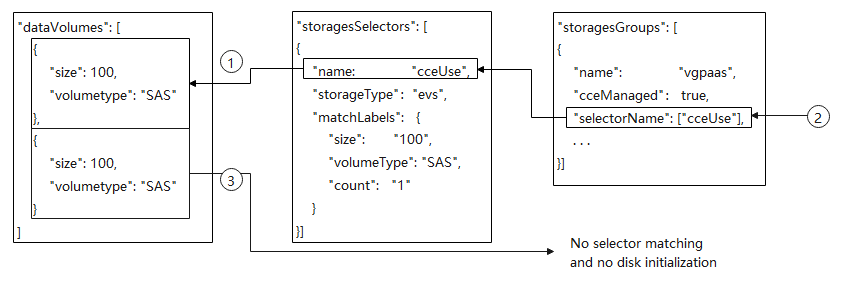 "dataVolumes": [
{
"size": 100,
"volumetype": "SAS"
},
{
"size": 100,
"volumetype": "SAS"
}
]
1
3
"storagesSelectors": [
{
"name: "cceUse",
"storageType": "evs",
"matchLabels": {
"size": "100",
"volumeType": "SAS",
"count": "1"
}
}]
"storagesGroups": [
{
"name": "vgpaas",
"cceManaged": true,
"selectorName": ["cceUse"],
...
}]
2
No selector matching
and no disk initialization